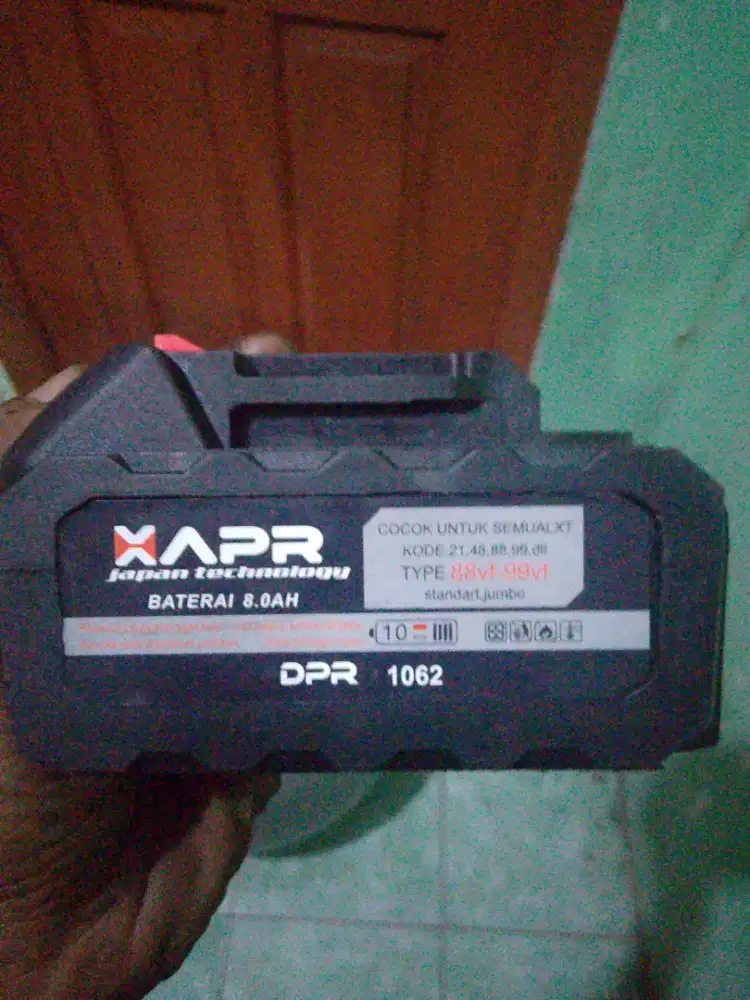 XAPR
japan technology
BATERAI 8.0AH
COCOK UNTUK SEMUALXT
KODE 21,48,88,99,dll
TYPE 88vf-99vf
standart,jumbo
10
DPR 1062